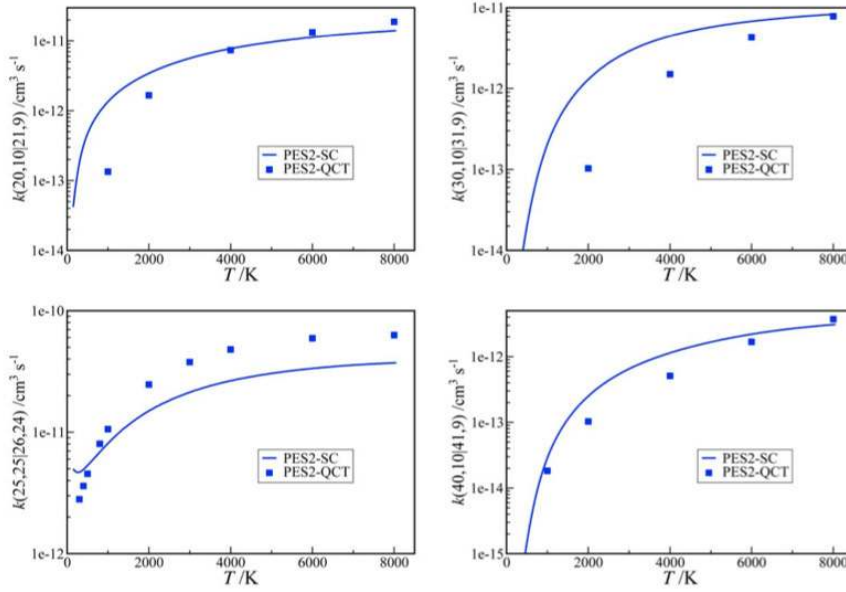 1e-11
1e-12
1e-13
1e-14
k(20,10|21,9) /cm³ s⁻¹
PES2-SC
PES2-QCT
0 2000 4000 6000 8000
T /K
1e-11
1e-12
1e-13
1e-14
k(30,10|31,9) /cm³ s⁻¹
PES2-SC
PES2-QCT
0 2000 4000 6000 8000
T /K
1e-10
1e-11
1e-12
k(25,25|26,24) /cm³ s⁻¹
PES2-SC
PES2-QCT
0 2000 4000 6000 8000
T /K
1e-12
1e-13
1e-14
1e-15
k(40,10|41,9) /cm³ s⁻¹
PES2-SC
PES2-QCT
0 2000 4000 6000 8000
T /K